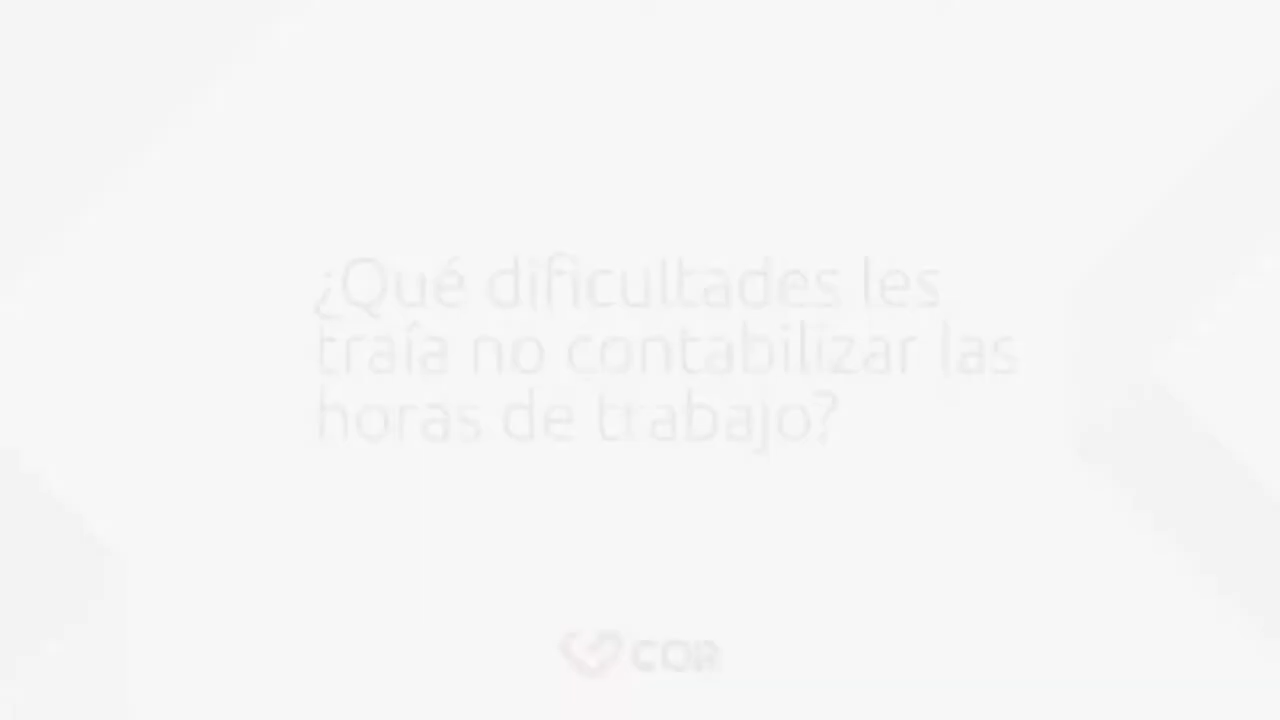 ¿Qué dificultades les
traía no contabilizar las
horas de trabajo?
COR